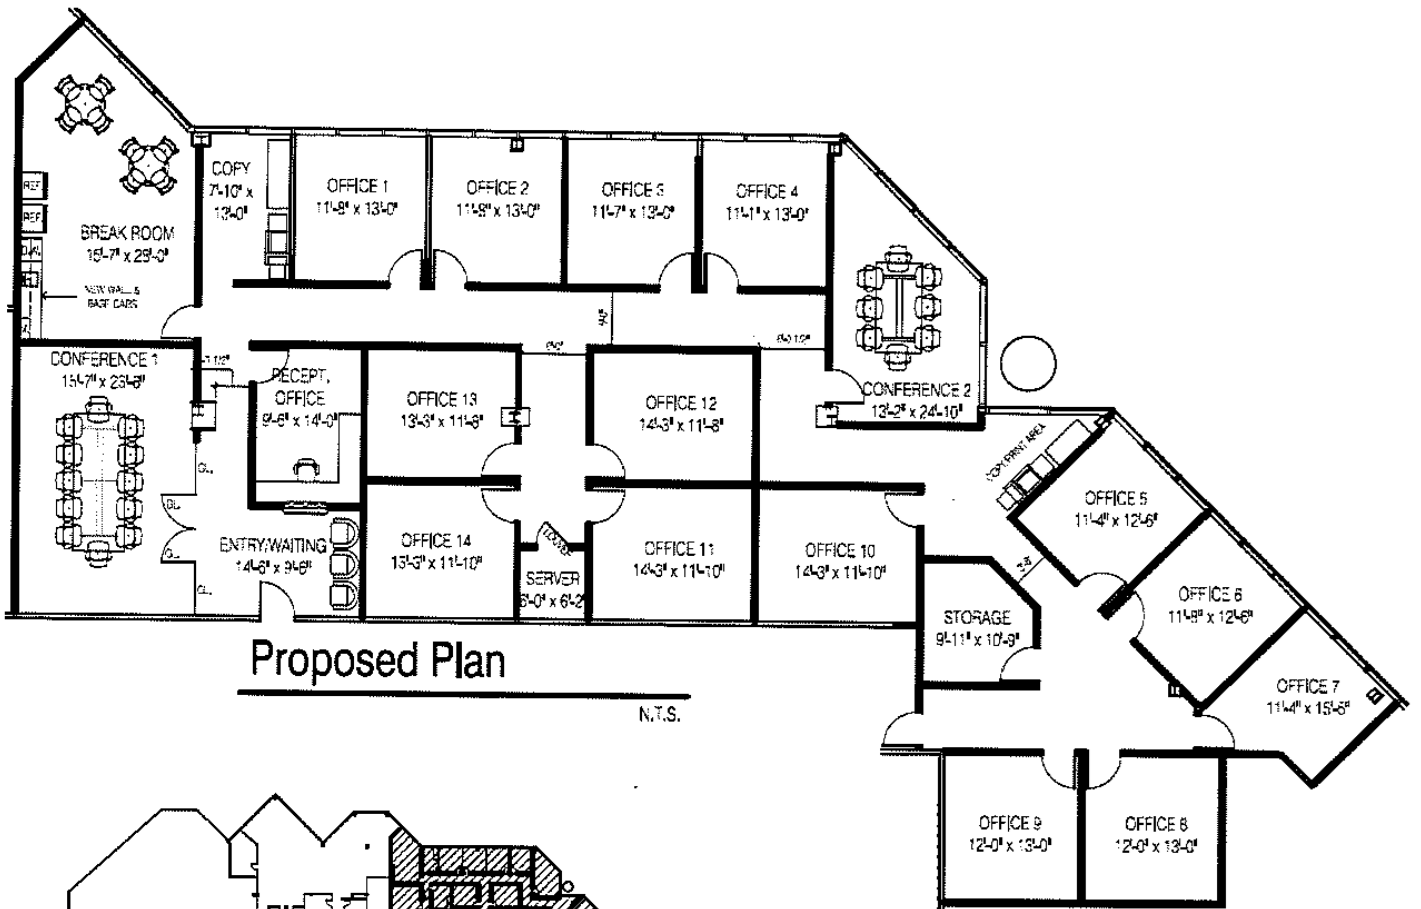 COPY
7'-10" x
13'-0"
OFFICE 1
11'-8" x 13'-0"
OFFICE 2
11'-8" x 13'-0"
OFFICE 3
11'-7" x 13'-0"
OFFICE 4
11'-1" x 13'-0"
REF.
REF.
BREAK ROOM
15'-7" x 25'-0"
NEW WALL &
BASE CABS
CONFERENCE 1
15'-7" x 23'-8"
RECEPT.
OFFICE
9'-6" x 14'-0"
OFFICE 13
13'-3" x 11'-8"
OFFICE 12
14'-3" x 11'-8"
CONFERENCE 2
13'-2" x 24'-10"
COPY/PRINT AREA
OFFICE 5
11'-4" x 12'-6"
GL.
GL.
GL.
GL.
ENTRY/WAITING
14'-6" x 9'-6"
OFFICE 14
13'-3" x 11'-10"
SERVER
6'-0" x 6'-2"
OFFICE 11
14'-3" x 11'-10"
OFFICE 10
14'-3" x 11'-10"
STORAGE
9'-11" x 10'-9"
OFFICE 6
11'-9" x 12'-6"
OFFICE 7
11'-4" x 15'-6"
Proposed Plan
N.T.S.
OFFICE 9
12'-0" x 13'-0"
OFFICE 8
12'-0" x 13'-0"